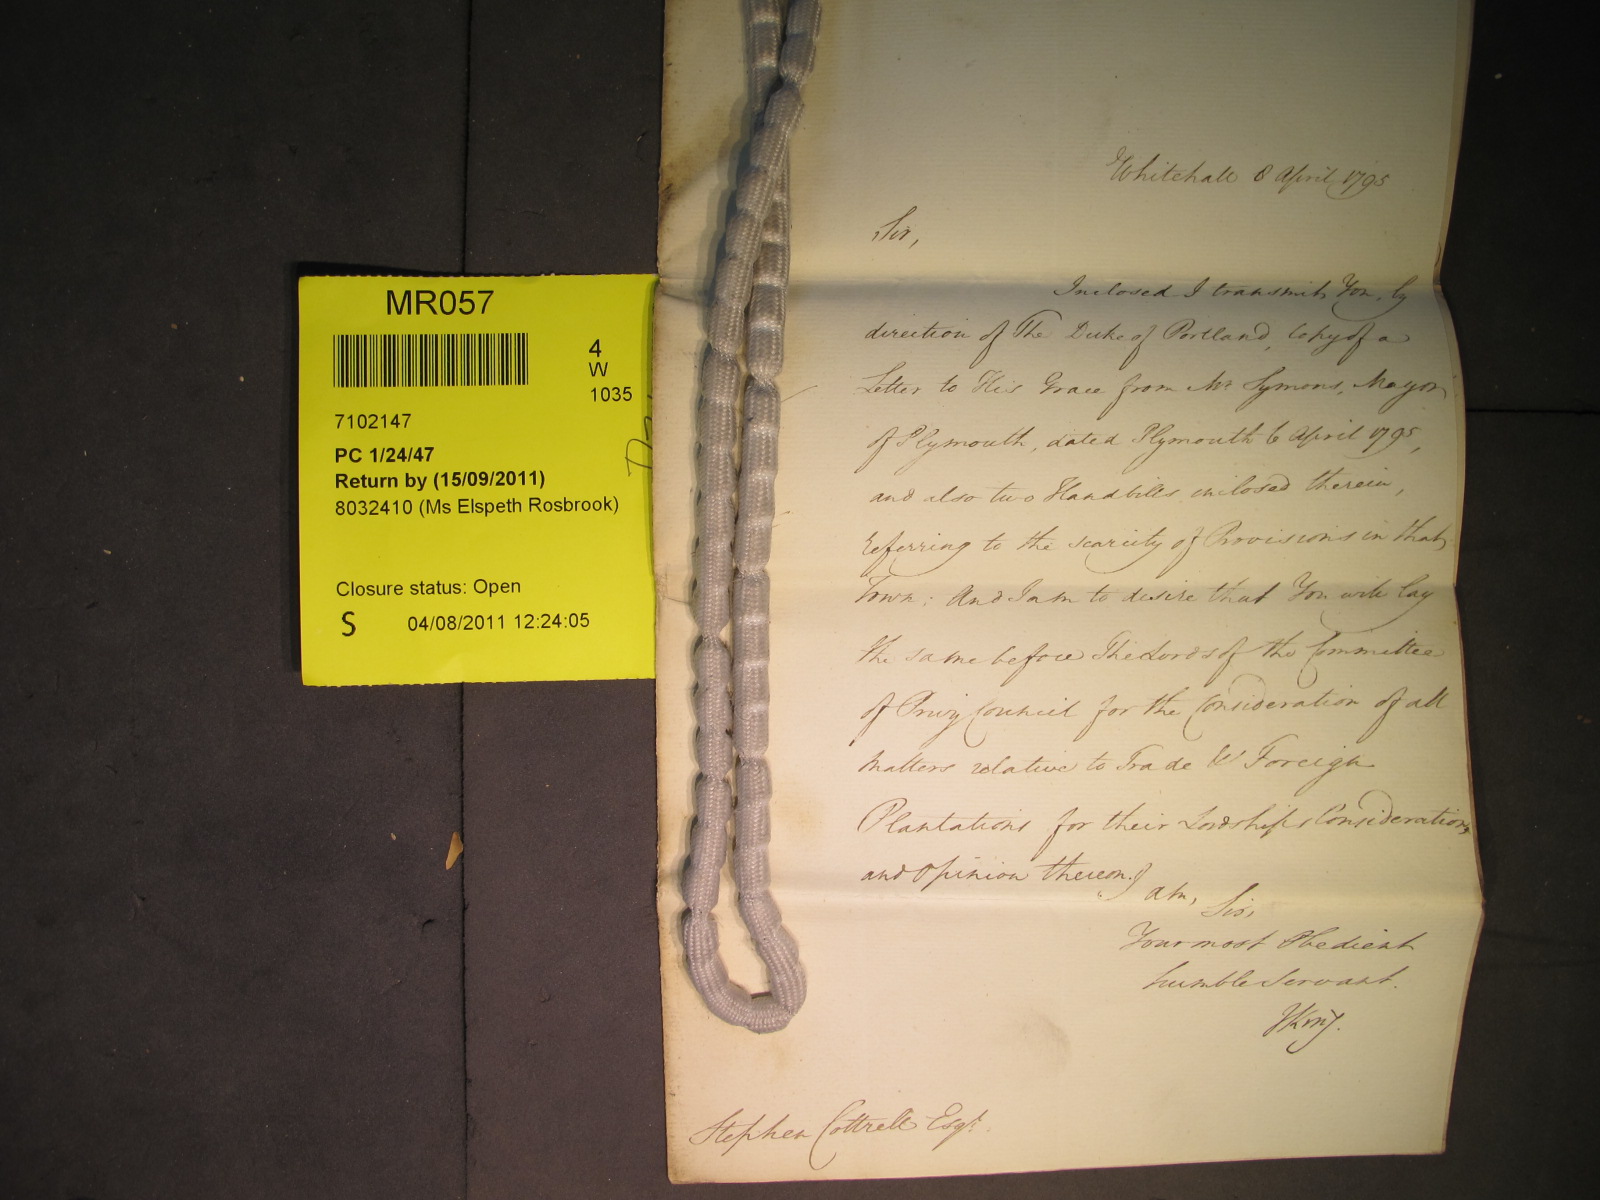 MR057
4
W
1035
7102147
PC 1/24/47
Return by (15/09/2011)
8032410 (Ms Elspeth Rosbrook)
Closure status: Open
S 04/08/2011 12:24:05
Whitehall 8 April 1795
Sir,
Inclosed I transmit You, by
direction of The Duke of Portland, Copy of a
Letter to His Grace from Mr. Symons, Mayor
of Plymouth, dated Plymouth 6 April 1795,
and also two Handbills inclosed therein,
referring to the scarcity of Provisions in that
Town: And I am to desire that You will lay
the same before The Lords of the Committee
of Privy Council for the Consideration of all
matters relative to Trade & Foreign
Plantations for their Lordships Consideration,
and Opinion thereon. I
am, Sir,
Your most Obedient
humble Servant.
J King.
Stephen Cottrell Esqr.